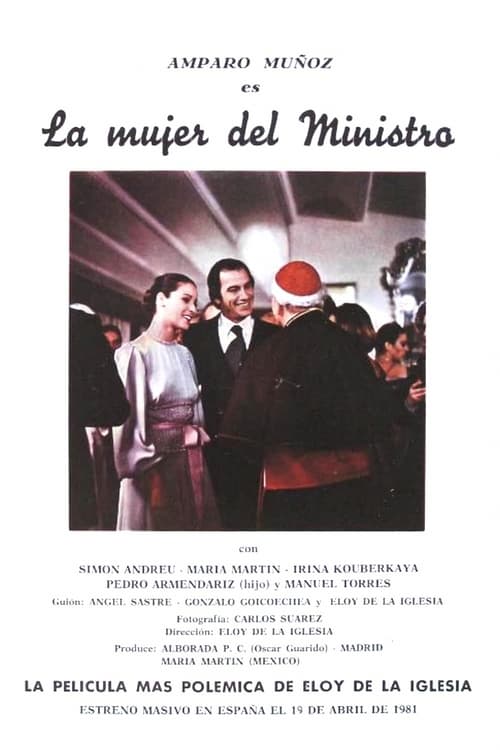 AMPARO MUÑOZ
es
La mujer del Ministro
con
SIMON ANDREU - MARIA MARTIN - IRINA KOUBERKAYA
PEDRO ARMENDARIZ (hijo) y MANUEL TORRES
Guión: ANGEL SASTRE - GONZALO GOICOECHEA y ELOY DE LA IGLESIA
Fotografía: CARLOS SUAREZ
Dirección: ELOY DE LA IGLESIA
Produce: ALBORADA P. C. (Oscar Guarido) - MADRID
MARIA MARTIN (MEXICO)
LA PELICULA MAS POLEMICA DE ELOY DE LA IGLESIA
ESTRENO MASIVO EN ESPAÑA EL 19 DE ABRIL DE 1981